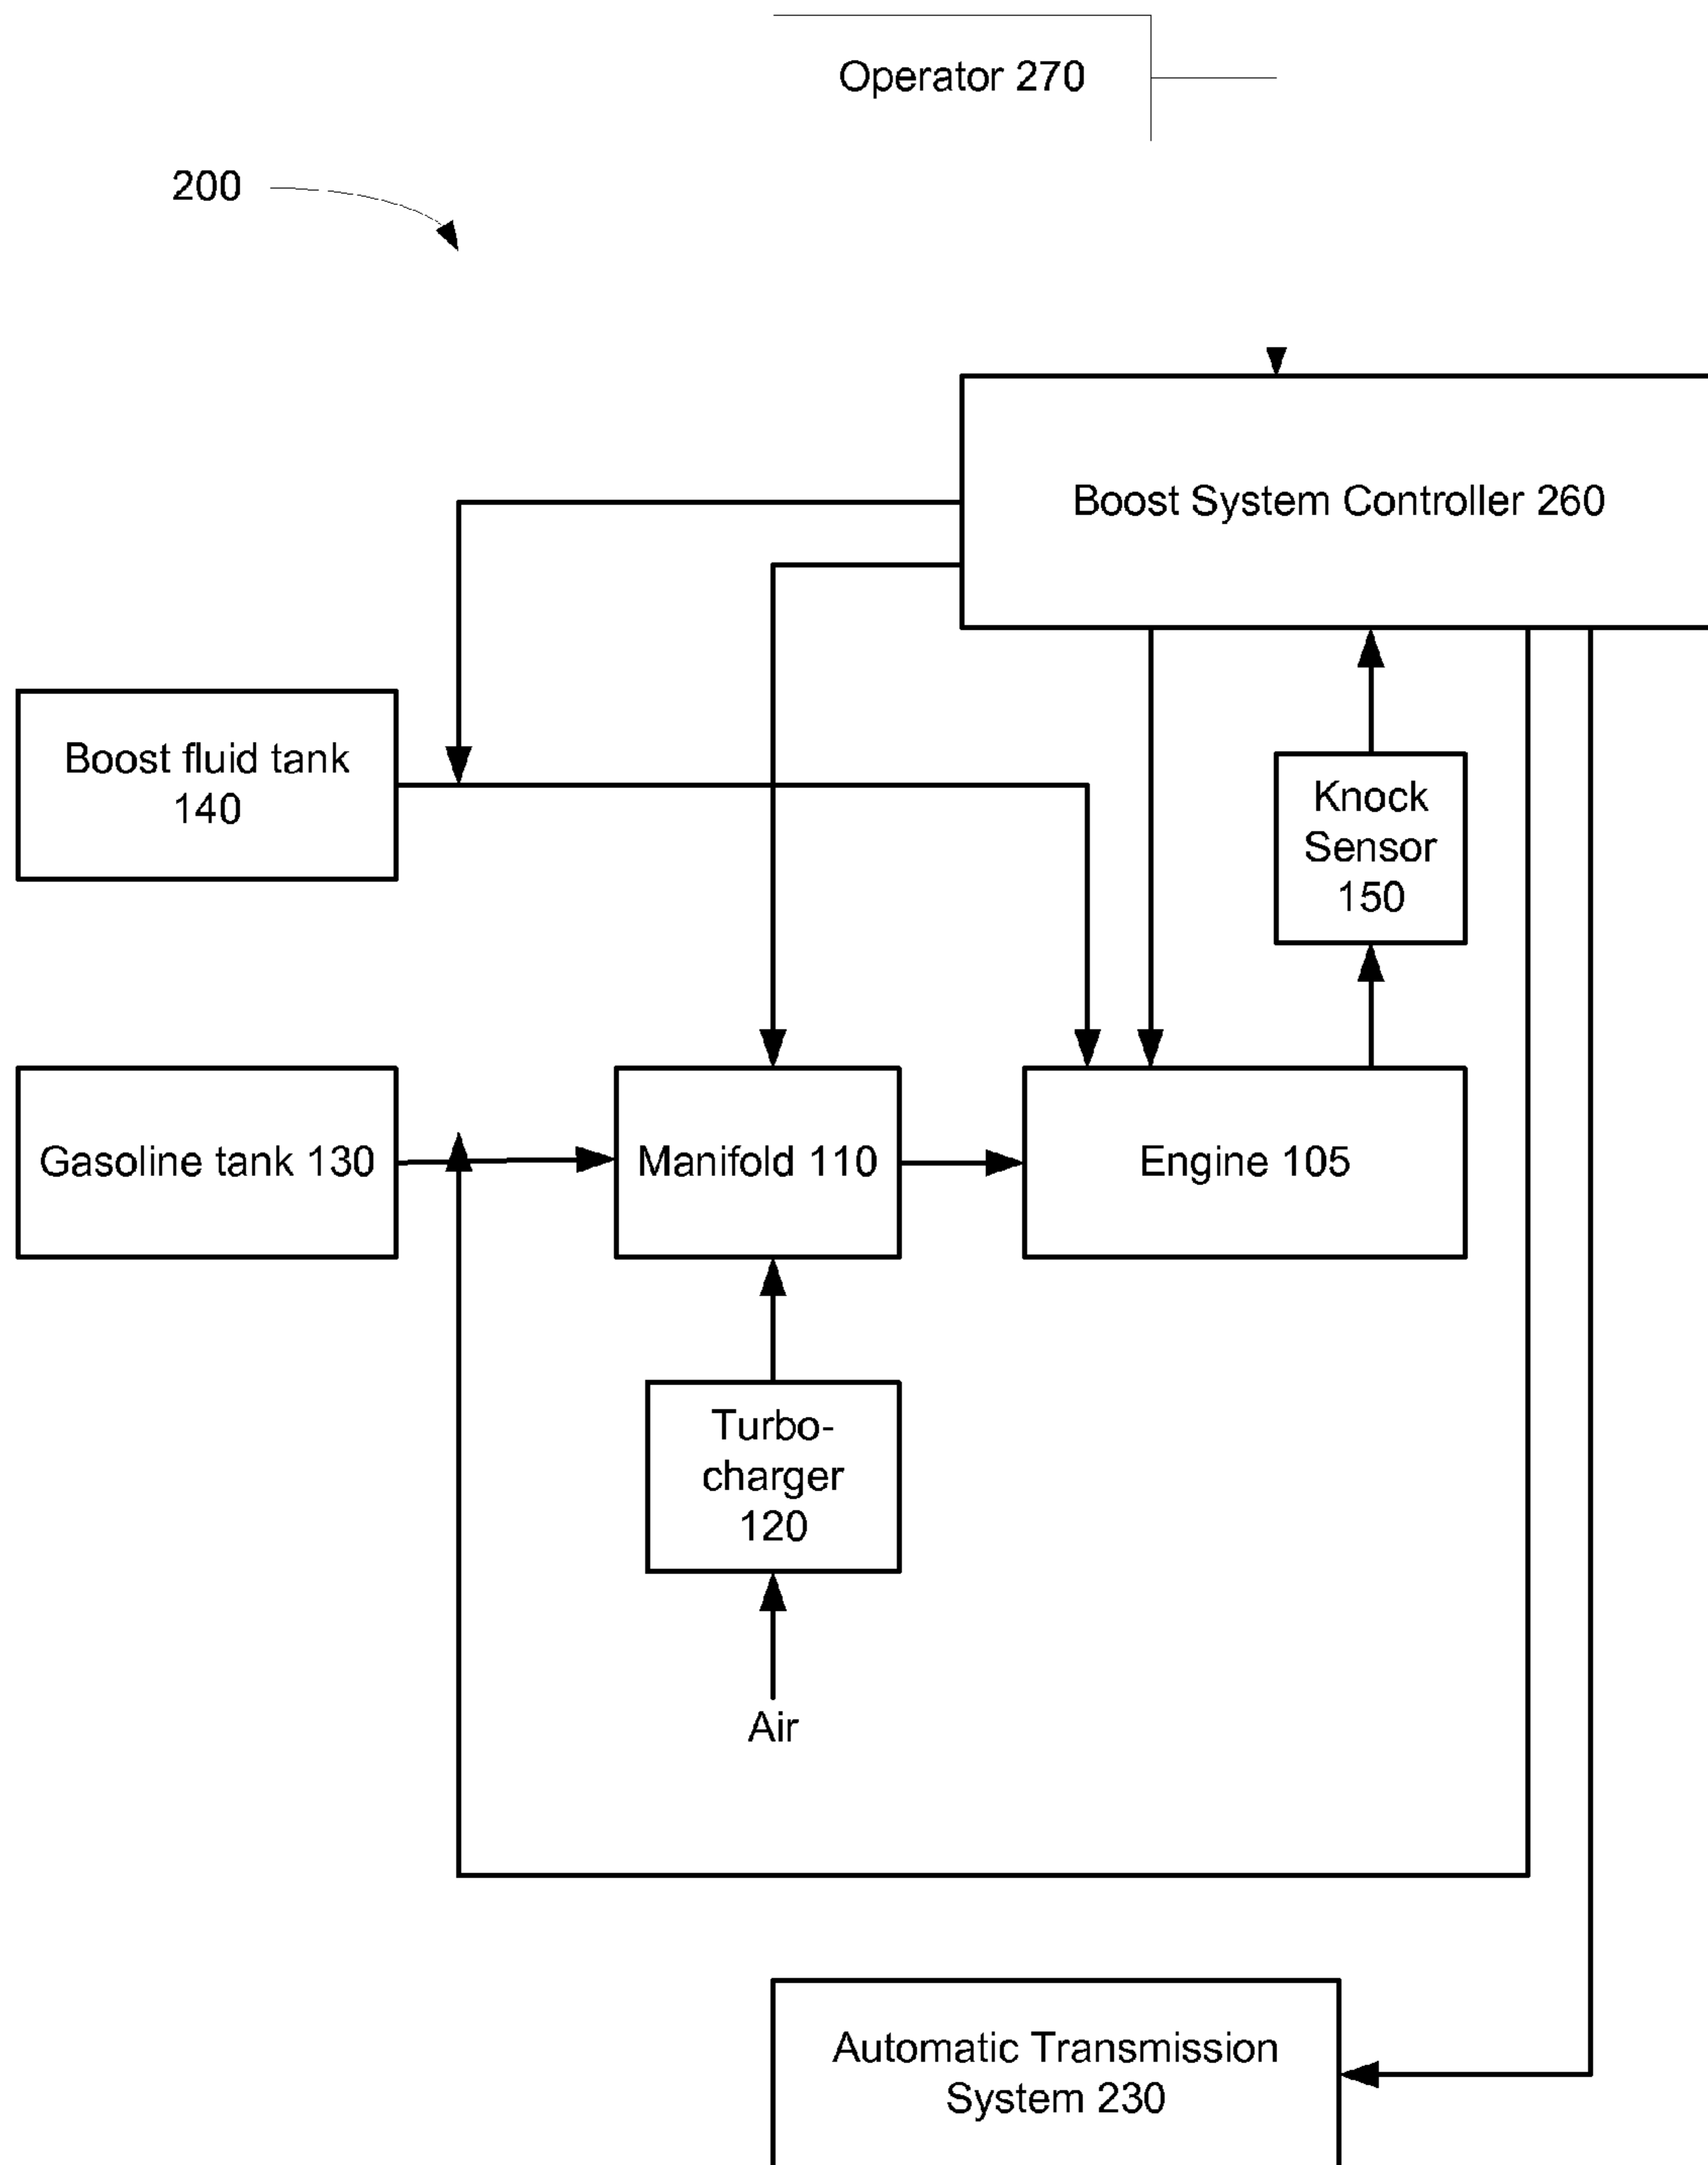 Operator 270
200
Boost System Controller 260
Boost fluid tank
140
Knock
Sensor
150
Gasoline tank 130
Manifold 110
Engine 105
Turbo-
charger
120
Air
Automatic Transmission
System 230